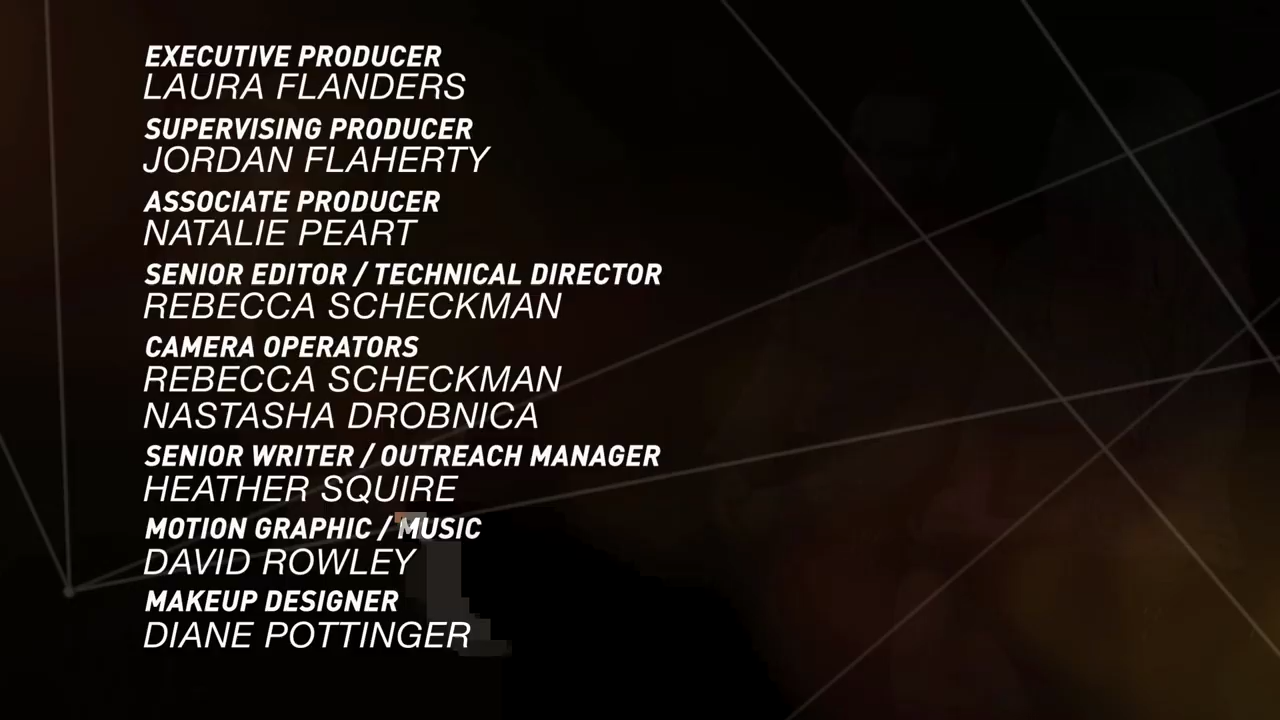 EXECUTIVE PRODUCER
LAURA FLANDERS
SUPERVISING PRODUCER
JORDAN FLAHERTY
ASSOCIATE PRODUCER
NATALIE PEART
SENIOR EDITOR / TECHNICAL DIRECTOR
REBECCA SCHECKMAN
CAMERA OPERATORS
REBECCA SCHECKMAN
NASTASHA DROBNICA
SENIOR WRITER / OUTREACH MANAGER
HEATHER SQUIRE
MOTION GRAPHIC / MUSIC
DAVID ROWLEY
MAKEUP DESIGNER
DIANE POTTINGER